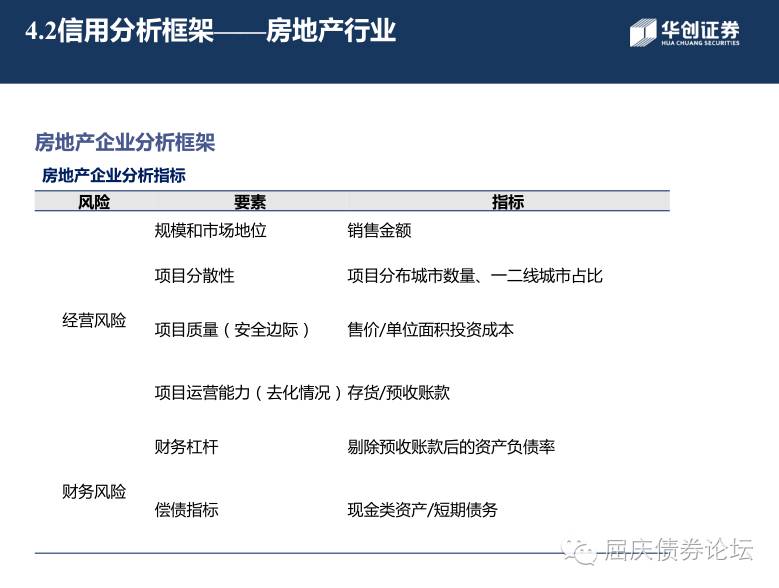 4.2信用分析框架——房地产行业
华创证券
HUA CHUANG SECURITIES
房地产企业分析框架
房地产企业分析指标
风险 要素 指标
规模和市场地位 销售金额
项目分散性 项目分布城市数量、一二线城市占比
经营风险
项目质量（安全边际） 售价/单位面积投资成本
项目运营能力（去化情况） 存货/预收账款
财务杠杆 剔除预收账款后的资产负债率
财务风险
偿债指标 现金类资产/短期债务
屈庆债券论坛